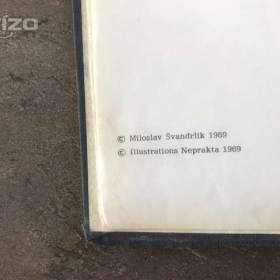 © Miloslav Švandrlík 1969
© Illustrations Neprakta 1969